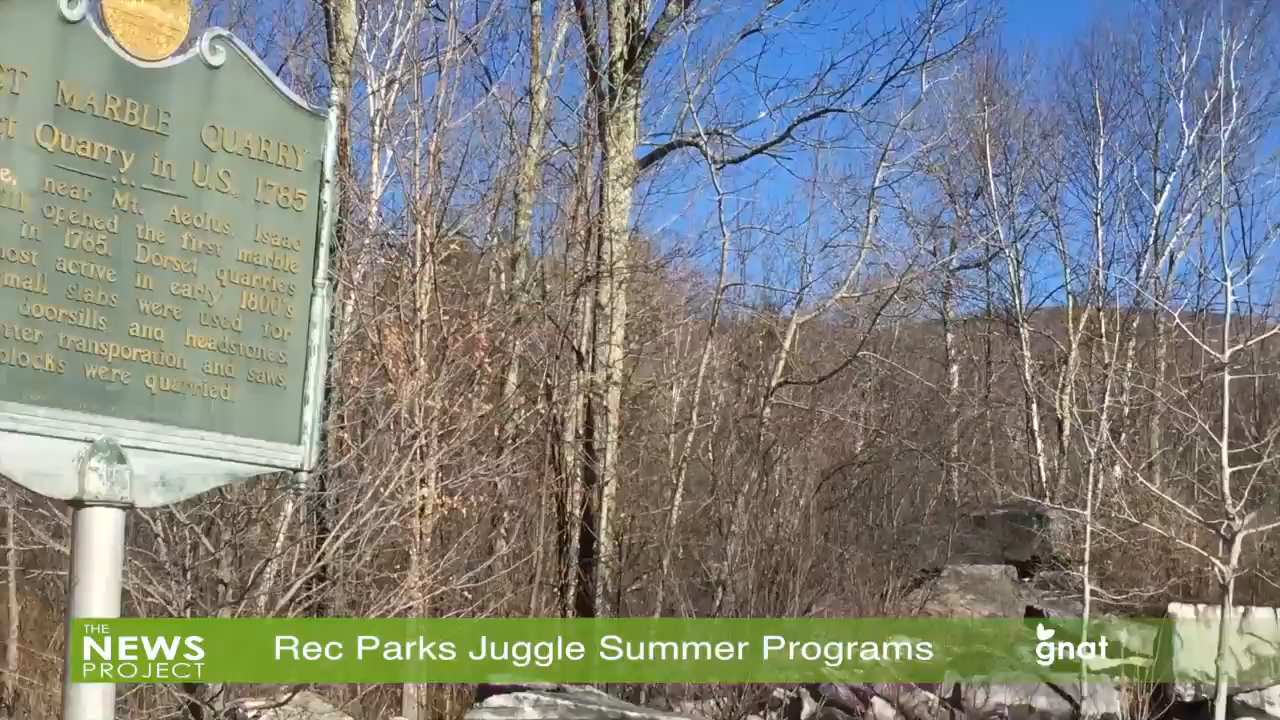 MARBLE QUARRY
Quarry in U.S. 1785
near Mt. Aeolus, Isaac
opened the first marble
in 1785. Dorset quarries
most active in early 1800's
small slabs were used for
doorsills and headstones.
transporation and saws,
blocks were quarried.
THE
NEWS
PROJECT
Rec Parks Juggle Summer Programs
gnat